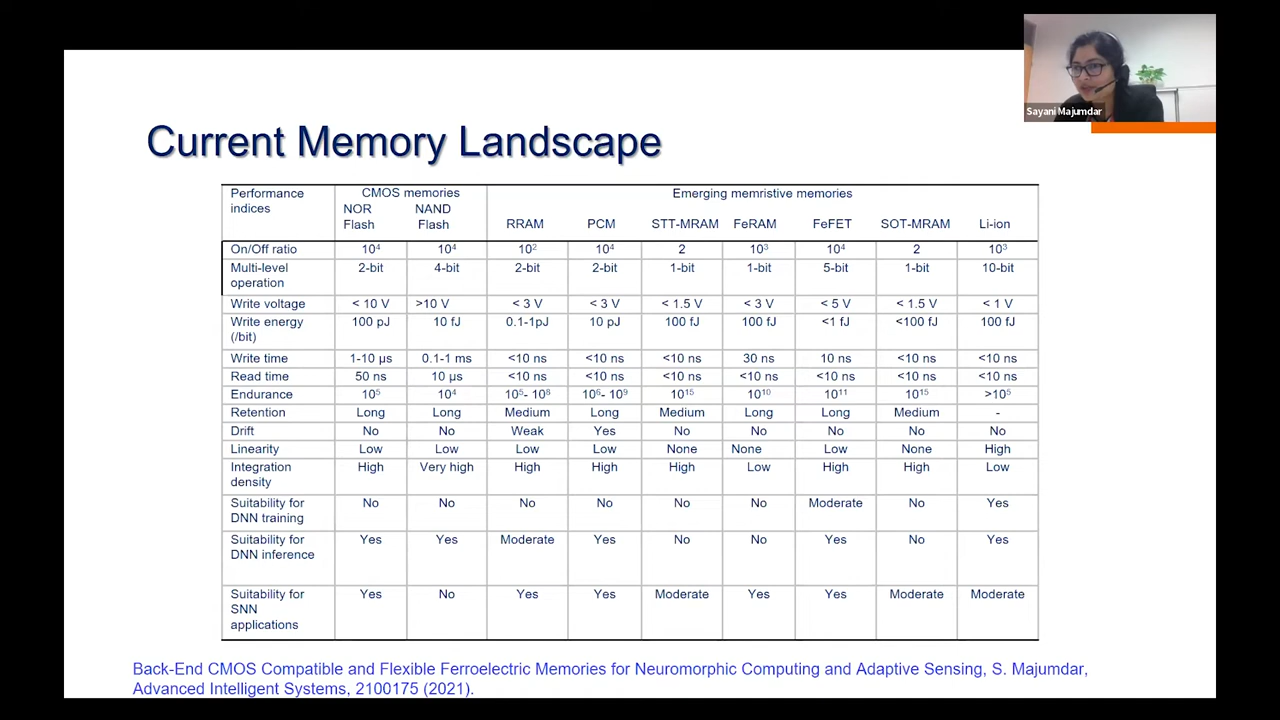 Sayani Majumdar
Current Memory Landscape
Performance indices | CMOS memories | Emerging memristive memories
NOR Flash | NAND Flash | RRAM | PCM | STT-MRAM | FeRAM | FeFET | SOT-MRAM | Li-ion
On/Off ratio | 10⁴ | 10⁴ | 10² | 10⁴ | 2 | 10³ | 10⁴ | 2 | 10³
Multi-level operation | 2-bit | 4-bit | 2-bit | 2-bit | 1-bit | 1-bit | 5-bit | 1-bit | 10-bit
Write voltage | < 10 V | >10 V | < 3 V | < 3 V | < 1.5 V | < 3 V | < 5 V | < 1.5 V | < 1 V
Write energy (/bit) | 100 pJ | 10 fJ | 0.1-1pJ | 10 pJ | 100 fJ | 100 fJ | <1 fJ | <100 fJ | 100 fJ
Write time | 1-10 µs | 0.1-1 ms | <10 ns | <10 ns | <10 ns | 30 ns | 10 ns | <10 ns | <10 ns
Read time | 50 ns | 10 µs | <10 ns | <10 ns | <10 ns | <10 ns | <10 ns | <10 ns | <10 ns
Endurance | 10⁵ | 10⁴ | 10⁵- 10⁸ | 10⁶- 10⁹ | 10¹⁵ | 10¹⁰ | 10¹¹ | 10¹⁵ | >10⁵
Retention | Long | Long | Medium | Long | Medium | Long | Long | Medium | -
Drift | No | No | Weak | Yes | No | No | No | No | No
Linearity | Low | Low | Low | Low | None | None | Low | None | High
Integration density | High | Very high | High | High | High | Low | High | High | Low
Suitability for DNN training | No | No | No | No | No | No | Moderate | No | Yes
Suitability for DNN inference | Yes | Yes | Moderate | Yes | No | No | Yes | No | Yes
Suitability for SNN applications | Yes | No | Yes | Yes | Moderate | Yes | Yes | Moderate | Moderate
Back-End CMOS Compatible and Flexible Ferroelectric Memories for Neuromorphic Computing and Adaptive Sensing, S. Majumdar,
Advanced Intelligent Systems, 2100175 (2021).